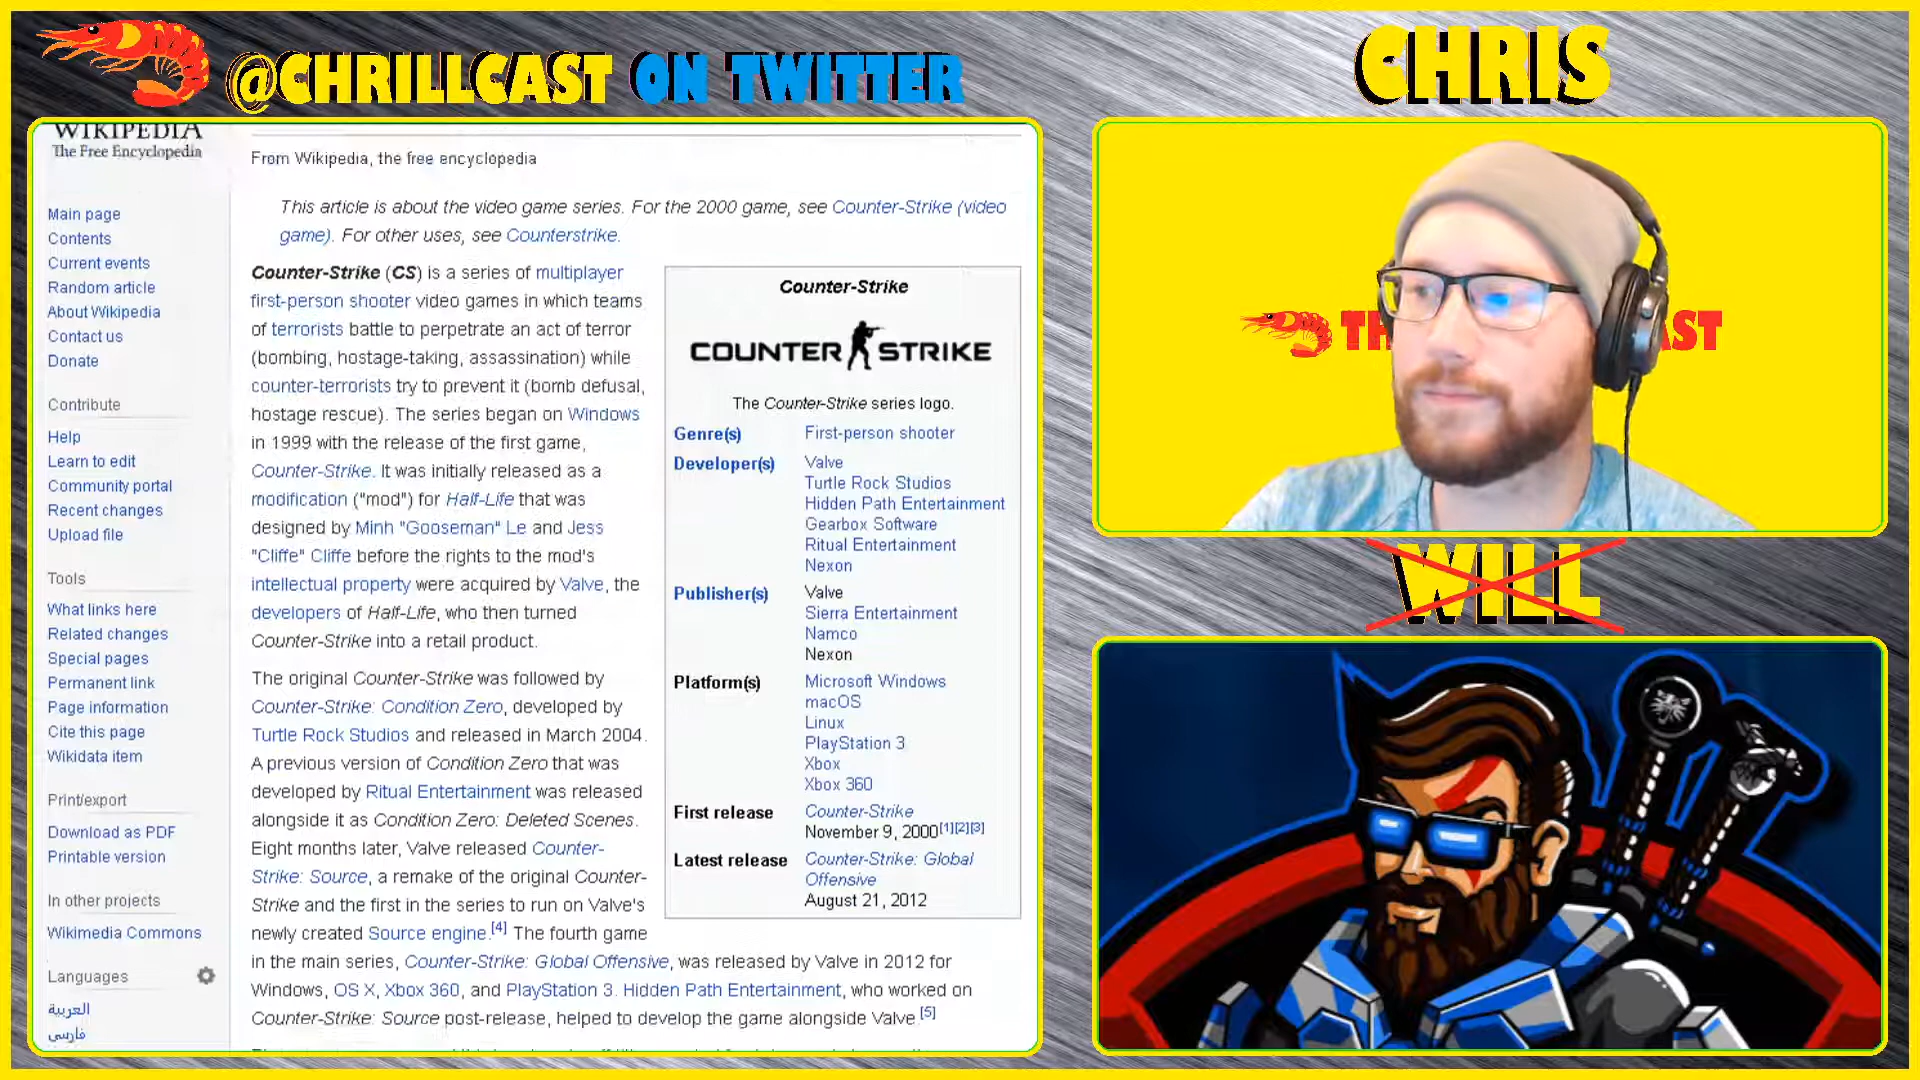 @CHRILLCAST ON TWITTER
CHRIS
WIKIPEDIA
The Free Encyclopedia
Main page
Contents
Current events
Random article
About Wikipedia
Contact us
Donate
Contribute
Help
Learn to edit
Community portal
Recent changes
Upload file
Tools
What links here
Related changes
Special pages
Permanent link
Page information
Cite this page
Wikidata item
Print/export
Download as PDF
Printable version
In other projects
Wikimedia Commons
Languages
العربية
فارسی
From Wikipedia, the free encyclopedia
This article is about the video game series. For the 2000 game, see Counter-Strike (video
game). For other uses, see Counterstrike.
Counter-Strike (CS) is a series of multiplayer
first-person shooter video games in which teams
of terrorists battle to perpetrate an act of terror
(bombing, hostage-taking, assassination) while
counter-terrorists try to prevent it (bomb defusal,
hostage rescue). The series began on Windows
in 1999 with the release of the first game,
Counter-Strike. It was initially released as a
modification ("mod") for Half-Life that was
designed by Minh "Gooseman" Le and Jess
"Cliffe" Cliffe before the rights to the mod's
intellectual property were acquired by Valve, the
developers of Half-Life, who then turned
Counter-Strike into a retail product.
The original Counter-Strike was followed by
Counter-Strike: Condition Zero, developed by
Turtle Rock Studios and released in March 2004.
A previous version of Condition Zero that was
developed by Ritual Entertainment was released
alongside it as Condition Zero: Deleted Scenes.
Eight months later, Valve released Counter-
Strike: Source, a remake of the original Counter-
Strike and the first in the series to run on Valve's
newly created Source engine.[4] The fourth game
in the main series, Counter-Strike: Global Offensive, was released by Valve in 2012 for
Windows, OS X, Xbox 360, and PlayStation 3. Hidden Path Entertainment, who worked on
Counter-Strike: Source post-release, helped to develop the game alongside Valve.[5]
Counter-Strike
COUNTER STRIKE
The Counter-Strike series logo.
Genre(s) First-person shooter
Developer(s) Valve
Turtle Rock Studios
Hidden Path Entertainment
Gearbox Software
Ritual Entertainment
Nexon
Publisher(s) Valve
Sierra Entertainment
Namco
Nexon
Platform(s) Microsoft Windows
macOS
Linux
PlayStation 3
Xbox
Xbox 360
First release Counter-Strike
November 9, 2000[1][2][3]
Latest release Counter-Strike: Global
Offensive
August 21, 2012
WILL